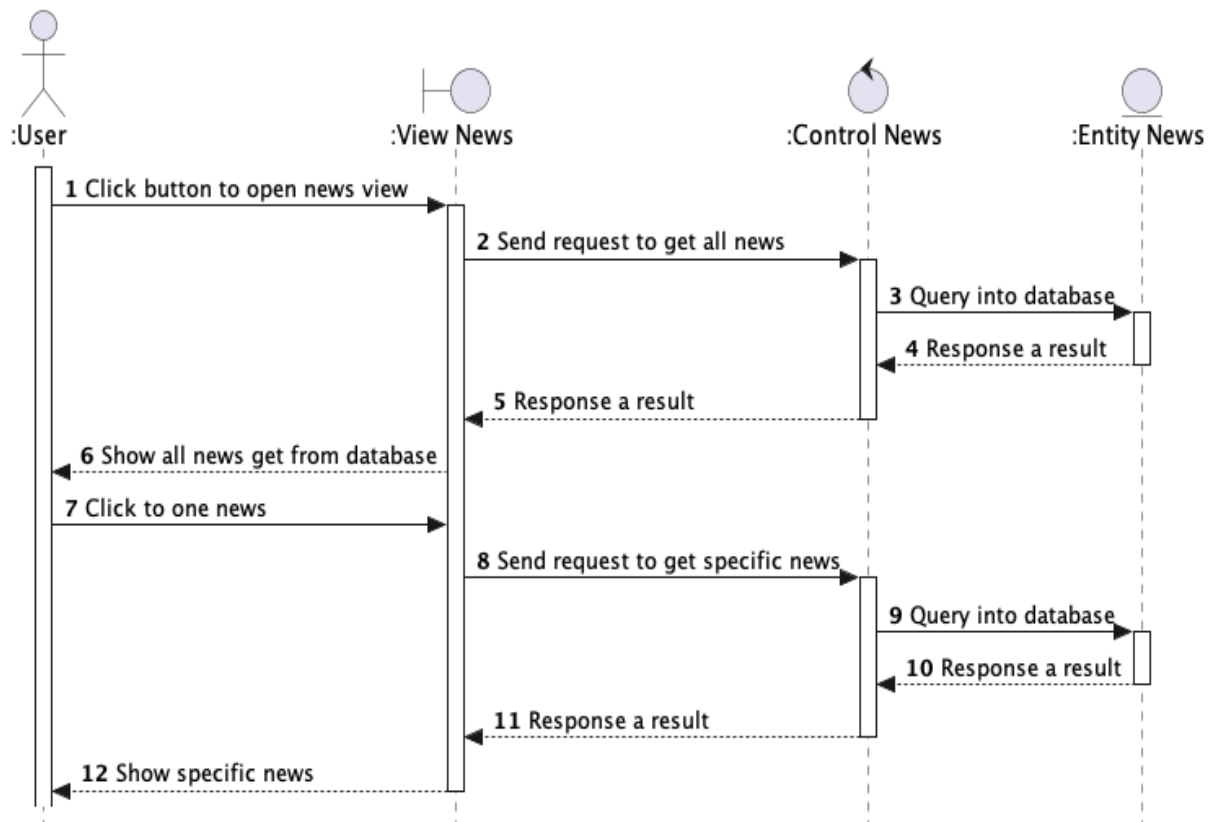 :User
:View News
:Control News
:Entity News
1 Click button to open news view
2 Send request to get all news
3 Query into database
4 Response a result
5 Response a result
6 Show all news get from database
7 Click to one news
8 Send request to get specific news
9 Query into database
10 Response a result
11 Response a result
12 Show specific news